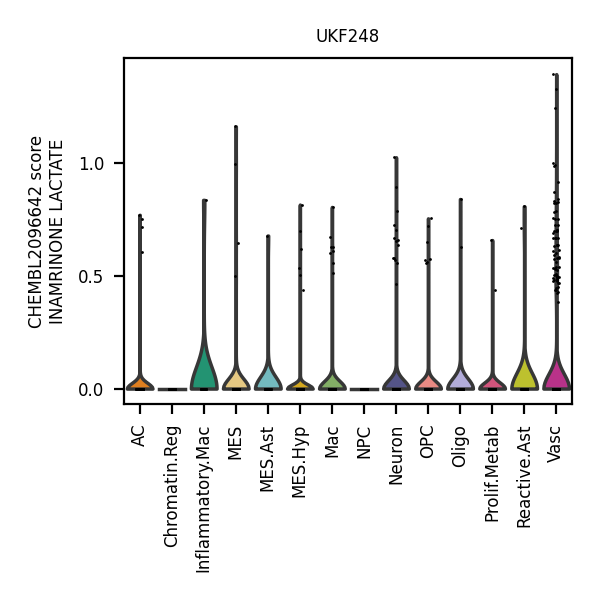 UKF248
CHEMBL2096642 score
INAMRINONE LACTATE
1.0
0.5
0.0
AC
Chromatin.Reg
Inflammatory.Mac
MES
MES.Ast
MES.Hyp
Mac
NPC
Neuron
OPC
Oligo
Prolif.Metab
Reactive.Ast
Vasc